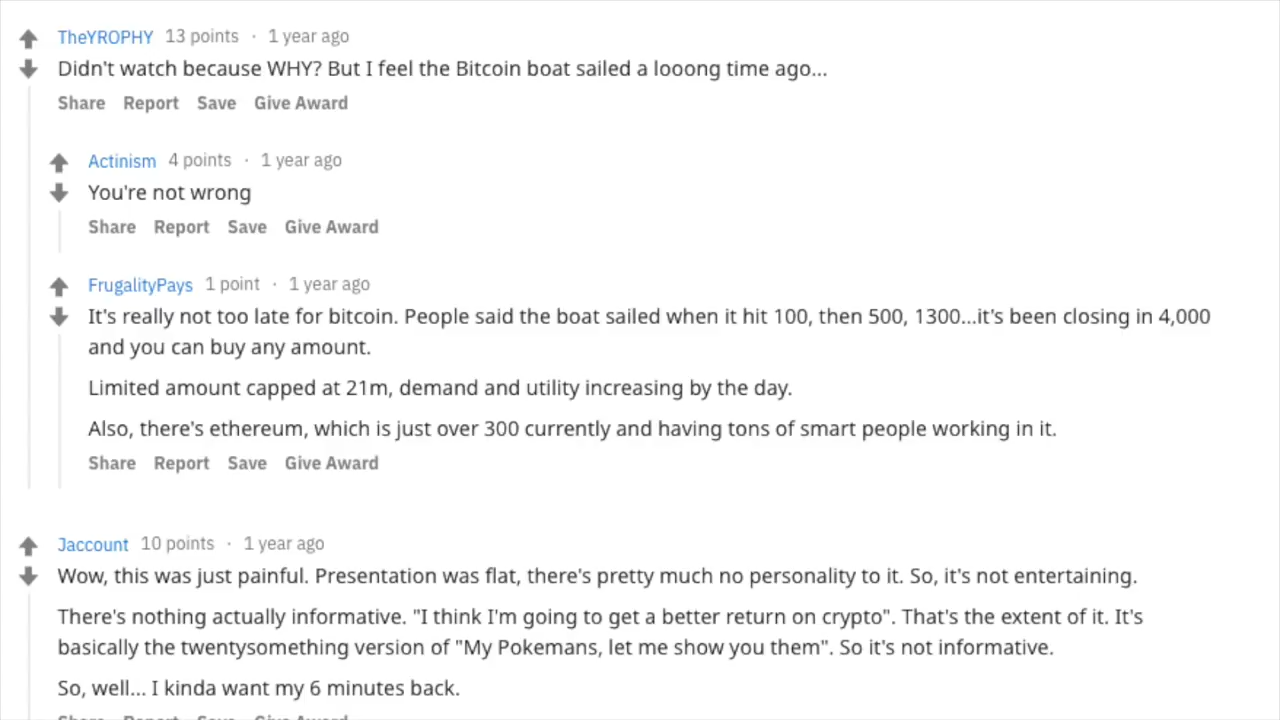 TheYROPHY 13 points · 1 year ago
Didn't watch because WHY? But I feel the Bitcoin boat sailed a looong time ago...
Share Report Save Give Award
Actinism 4 points · 1 year ago
You're not wrong
Share Report Save Give Award
FrugalityPays 1 point · 1 year ago
It's really not too late for bitcoin. People said the boat sailed when it hit 100, then 500, 1300...it's been closing in 4,000
and you can buy any amount.
Limited amount capped at 21m, demand and utility increasing by the day.
Also, there's ethereum, which is just over 300 currently and having tons of smart people working in it.
Share Report Save Give Award
Jaccount 10 points · 1 year ago
Wow, this was just painful. Presentation was flat, there's pretty much no personality to it. So, it's not entertaining.
There's nothing actually informative. "I think I'm going to get a better return on crypto". That's the extent of it. It's
basically the twentysomething version of "My Pokemans, let me show you them". So it's not informative.
So, well... I kinda want my 6 minutes back.
Share Report Save Give Award